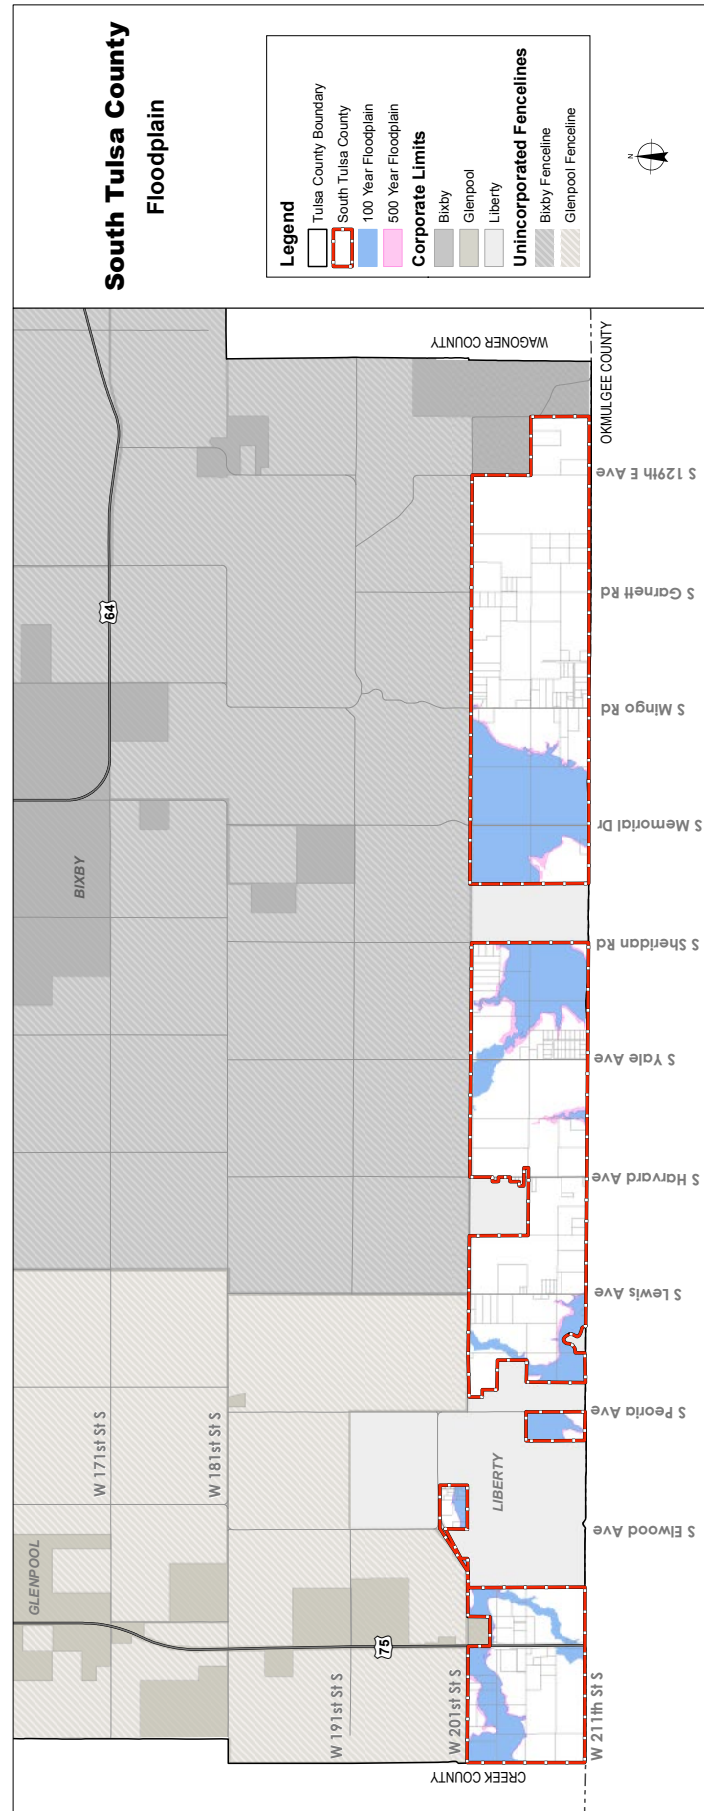 South Tulsa County
Floodplain
Legend
Tulsa County Boundary
South Tulsa County
100 Year Floodplain
500 Year Floodplain
Corporate Limits
Bixby
Glenpool
Liberty
Unincorporated Fencelines
Bixby Fenceline
Glenpool Fenceline
N
WAGONER COUNTY
OKMULGEE COUNTY
CREEK COUNTY
GLENPOOL
BIXBY
LIBERTY
64
75
W 171st St S
W 181st St S
W 191st St S
W 201st St S
W 211th St S
S Elwood Ave
S Peoria Ave
S Lewis Ave
S Harvard Ave
S Yale Ave
S Sheridan Rd
S Memorial Dr
S Mingo Rd
S Garnett Rd
S 129th E Ave